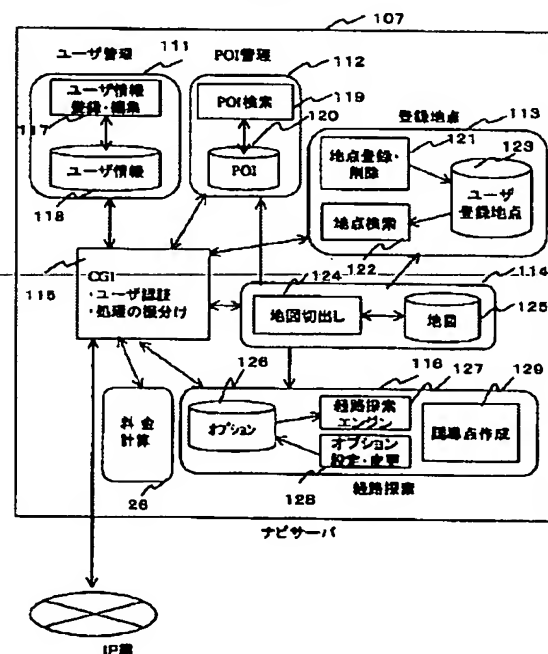 107
ユーザ管理
111
POI管理
112
ユーザ情報
登録・編集
117
POI検索
119
120
登録地点
113
ユーザ情報
118
POI
地点登録・
削除
121
123
ユーザ
登録地点
地点検索
122
CGI
・ユーザ認証
・処理の振分け
115
114
124
地図切出し
地図
125
料金
計算
26
126
オプション
116
127
経路探索
エンジン
オプション
設定・変更
128
129
誘導点作成
経路探索
ナビサーバ
IP網